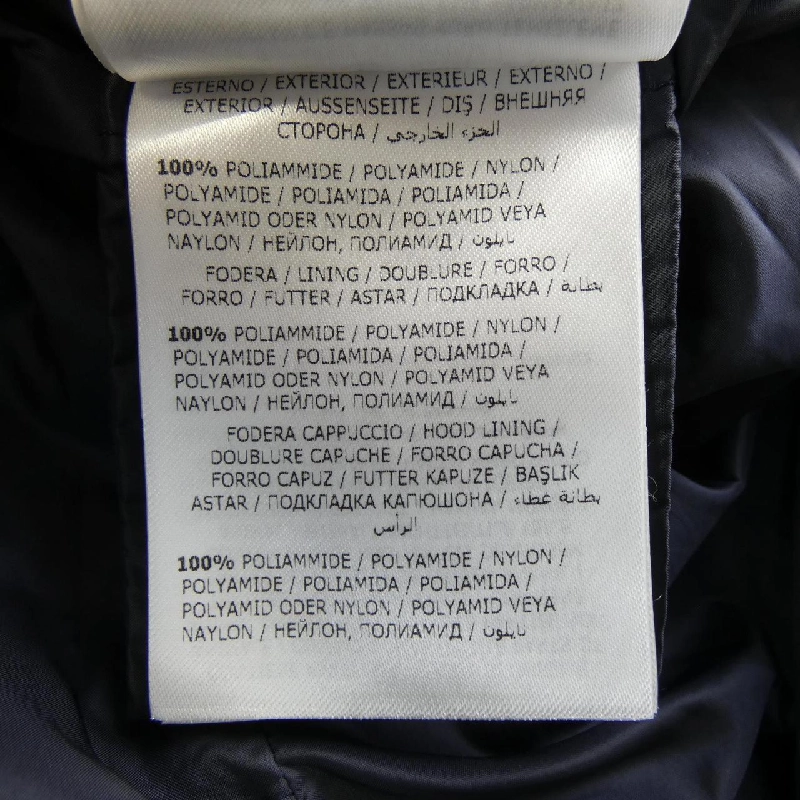 ESTERNO / EXTERIOR / EXTERIEUR / EXTERNO /
EXTERIOR / AUSSENSEITE / DIŞ / ВНЕШНЯЯ
СТОРОНА / الجزء الخارجي
100% POLIAMMIDE / POLYAMIDE / NYLON /
POLYAMIDE / POLIAMIDA / POLIAMIDA /
POLYAMID ODER NYLON / POLYAMID VEYA
NAYLON / НЕЙЛОН, ПОЛИАМИД / نايلون
FODERA / LINING / DOUBLURE / FORRO /
FORRO / FUTTER / ASTAR / ПОДКЛАДКА / بطانة
100% POLIAMMIDE / POLYAMIDE / NYLON /
POLYAMIDE / POLIAMIDA / POLIAMIDA /
POLYAMID ODER NYLON / POLYAMID VEYA
NAYLON / НЕЙЛОН, ПОЛИАМИД / نايلون
FODERA CAPPUCCIO / HOOD LINING /
DOUBLURE CAPUCHE / FORRO CAPUCHA /
FORRO CAPUZ / FUTTER KAPUZE / BAŞLIK
ASTAR / ПОДКЛАДКА КАПЮШОНА / بطانة غطاء
الرأس
100% POLIAMMIDE / POLYAMIDE / NYLON /
POLYAMIDE / POLIAMIDA / POLIAMIDA /
POLYAMID ODER NYLON / POLYAMID VEYA
NAYLON / НЕЙЛОН, ПОЛИАМИД / نايلون